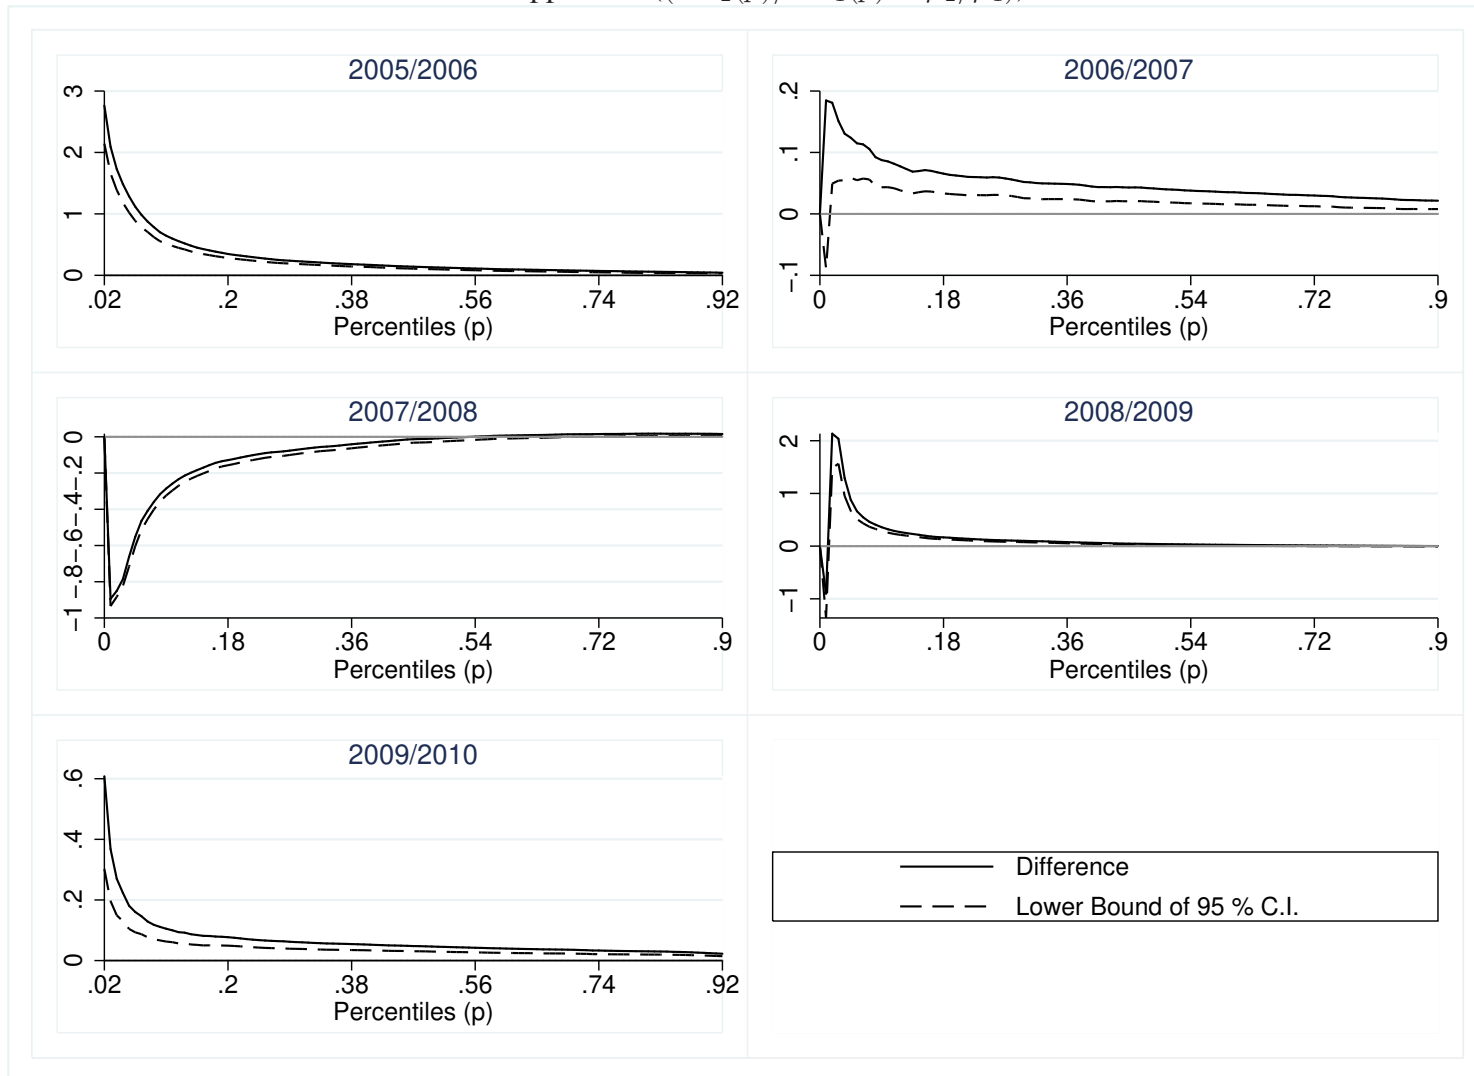 2005/2006
3
2
1
0
.02 .2 .38 .56 .74 .92
Percentiles (p)
2006/2007
.2
.1
0
−.1
0 .18 .36 .54 .72 .9
Percentiles (p)
2007/2008
0
−.2
−.4
−.6
−.8
−1
0 .18 .36 .54 .72 .9
Percentiles (p)
2008/2009
2
1
0
−1
0 .18 .36 .54 .72 .9
Percentiles (p)
2009/2010
.6
.4
.2
0
.02 .2 .38 .56 .74 .92
Percentiles (p)
Difference
Lower Bound of 95 % C.I.